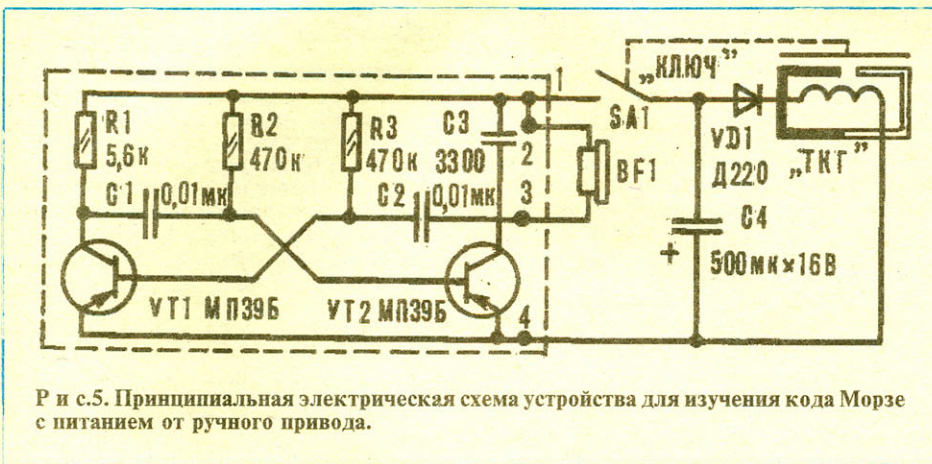 1
„КЛЮЧ”
R1
5,6к
R2
470к
R3
470к
C3
3300
2
BF1
SA1
VD1
Д220
„ТКГ”
C1
0,01мк
C2
0,01мк
3
C4
+
500мк×16В
VT1 МП39Б
VT2 МП39Б
4
Р и с.5. Принципиальная электрическая схема устройства для изучения кода Морзе
с питанием от ручного привода.